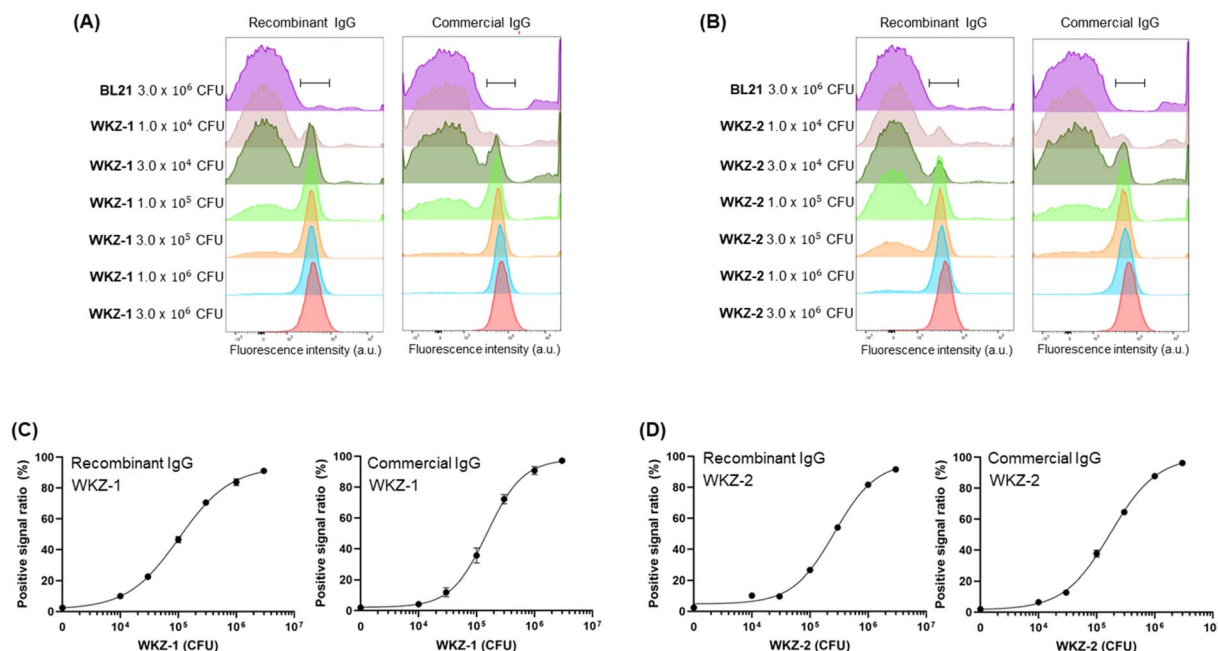 (A)
Recombinant IgG
Commercial IgG
BL21 3.0 x 10⁶ CFU
WKZ-1 1.0 x 10⁴ CFU
WKZ-1 3.0 x 10⁴ CFU
WKZ-1 1.0 x 10⁵ CFU
WKZ-1 3.0 x 10⁵ CFU
WKZ-1 1.0 x 10⁶ CFU
WKZ-1 3.0 x 10⁶ CFU
Fluorescence intensity (a.u.)
Fluorescence intensity (a.u.)
(B)
Recombinant IgG
Commercial IgG
BL21 3.0 x 10⁶ CFU
WKZ-2 1.0 x 10⁴ CFU
WKZ-2 3.0 x 10⁴ CFU
WKZ-2 1.0 x 10⁵ CFU
WKZ-2 3.0 x 10⁵ CFU
WKZ-2 1.0 x 10⁶ CFU
WKZ-2 3.0 x 10⁶ CFU
Fluorescence intensity (a.u.)
Fluorescence intensity (a.u.)
(C)
Positive signal ratio (%)
100
80
60
40
20
0
Recombinant IgG
WKZ-1
0 10⁴ 10⁵ 10⁶ 10⁷
WKZ-1 (CFU)
Positive signal ratio (%)
100
80
60
40
20
0
Commercial IgG
WKZ-1
0 10⁴ 10⁵ 10⁶ 10⁷
WKZ-1 (CFU)
(D)
Positive signal ratio (%)
100
80
60
40
20
0
Recombinant IgG
WKZ-2
0 10⁴ 10⁵ 10⁶ 10⁷
WKZ-2 (CFU)
Positive signal ratio (%)
100
80
60
40
20
0
Commercial IgG
WKZ-2
0 10⁴ 10⁵ 10⁶
WKZ-2 (CFU)